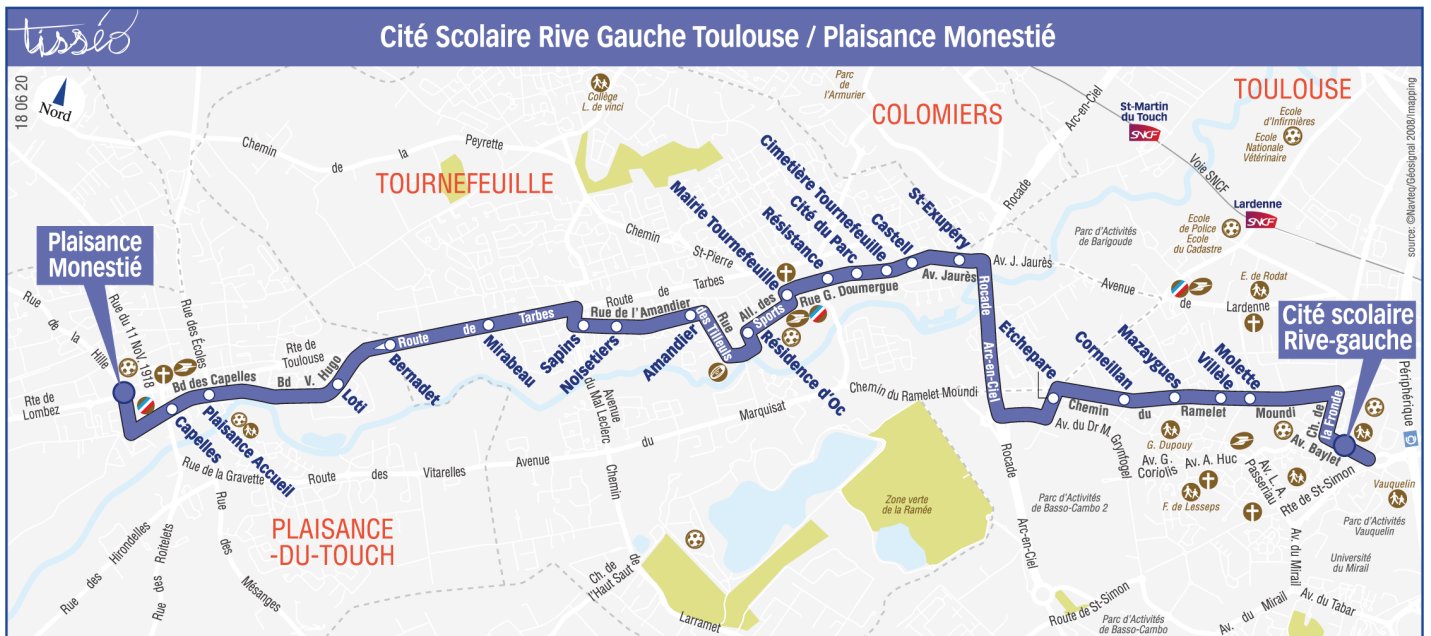 tisséo
Cité Scolaire Rive Gauche Toulouse / Plaisance Monestié
18 06 20
Nord
source: ©Navteq/Géosignal 2008/Imapping
Collège
L. de vinci
Parc
de
l'Armurier
COLOMIERS
Arc-en-Ciel
St-Martin
du Touch
SNCF
TOULOUSE
Ecole
d'Infirmières
Ecole
Nationale
Vétérinaire
Voie SNCF
Lardenne
SNCF
Chemin
de
la
Peyrette
TOURNEFEUILLE
Rocade
Parc d'Activités
de Barigoude
Ecole
de Police
Ecole
du Cadastre
E. de Rodat
Lardenne
Avenue
de
Plaisance
Monestié
Cité scolaire
Rive-gauche
Périphérique
Mairie Tournefeuille
Résistance
Cité du Parc
Cimetière Tournefeuille
Castell
St-Exupéry
Chemin
St-Pierre
Route
de
Tarbes
Av. Jaurès
Av. J. Jaurès
Rue G. Doumergue
All. des
Sports
Rue
des Tilleuls
Rue de l'Amandier
Rue
de
la
Hille
Rue du 11 Nov. 1918
Rue des Écoles
Rte de
Toulouse
Rte de
Lombez
Bd des Capelles
Bd
V. Hugo
Route
de
Tarbes
Capelles
Plaisance Accueil
Loti
Bernadet
Mirabeau
Sapins
Noisetiers
Amandier
Résidence d'Oc
Rocade
Arc-en-Ciel
Etchepare
Corneilian
Mazaygues
Villèle
Molette
Chemin
du
Ramelet
Moundi
Ch. de
la Fronde
Av. Baylet
Chemin du Ramelet-Moundi
Avenue
du Mal Leclerc
Marquisat
du
Avenue
Vitarelles
des
Route
Rue de la Gravette
Rue
des
Mésanges
Rue
des
Hirondelles
Rue
des
Roitelets
PLAISANCE
-DU-TOUCH
Chemin
Ch. de
l'Haut Saut
de
Larramet
Zone verte
de la Ramée
Rocade
Arc-en-Ciel
Av. du Dr M. Grynfogel
G. Dupouy
Av. G.
Coriolis
Av. A. Huc
F. de Lesseps
Av. L. A.
Passeriau
Rte de St-Simon
Vauquelin
Parc d'Activités
Vauquelin
Parc d'Activités
de Basso-Cambo 2
Université
du Mirail
Av. du Mirail
Av. du Mirail
Av. du Tabar
Route de St-Simon
Parc d'Activités
de Basso-Cambo